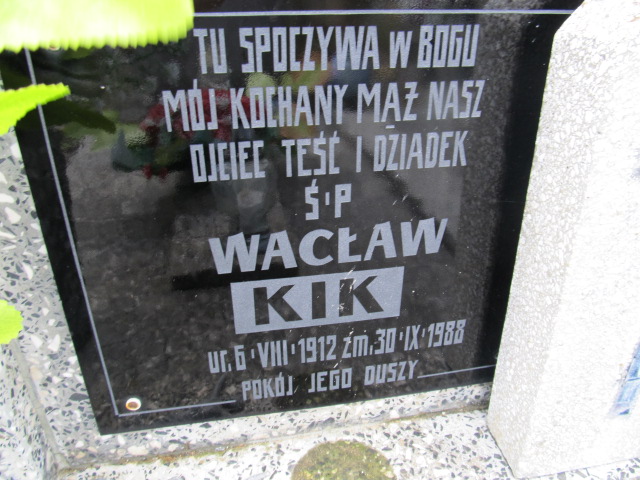 TU SPOCZYWA W BOGU
MÓJ KOCHANY MĄŻ NASZ
OJCIEC TEŚĆ I DZIADEK
Ś·P
WACŁAW
KIK
ur. 6·VIII·1912 zm. 30·IX·1988
POKÓJ JEGO DUSZY